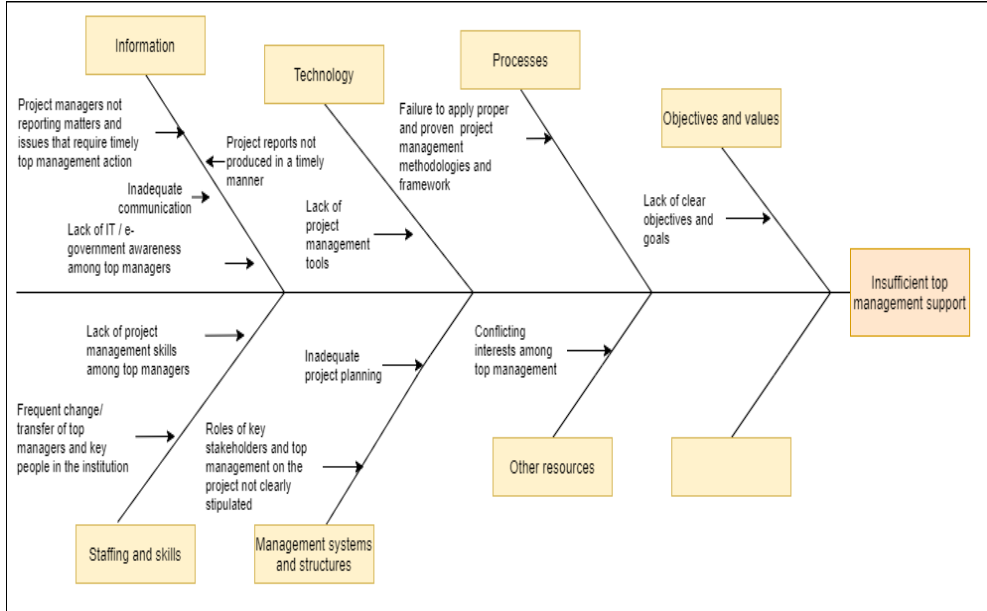 Information
Technology
Processes
Objectives and values
Project managers not
reporting matters and
issues that require timely
top management action
Project reports not
produced in a timely
manner
Inadequate
communication
Lack of IT / e-
government awareness
among top managers
Lack of
project
management
tools
Failure to apply proper
and proven project
management
methodologies and
framework
Lack of clear
objectives and
goals
Insufficient top
management support
Lack of project
management skills
among top managers
Frequent change/
transfer of top
managers and key
people in the institution
Inadequate
project planning
Roles of key
stakeholders and top
management on the
project not clearly
stipulated
Conflicting
interests among
top management
Staffing and skills
Management systems
and structures
Other resources